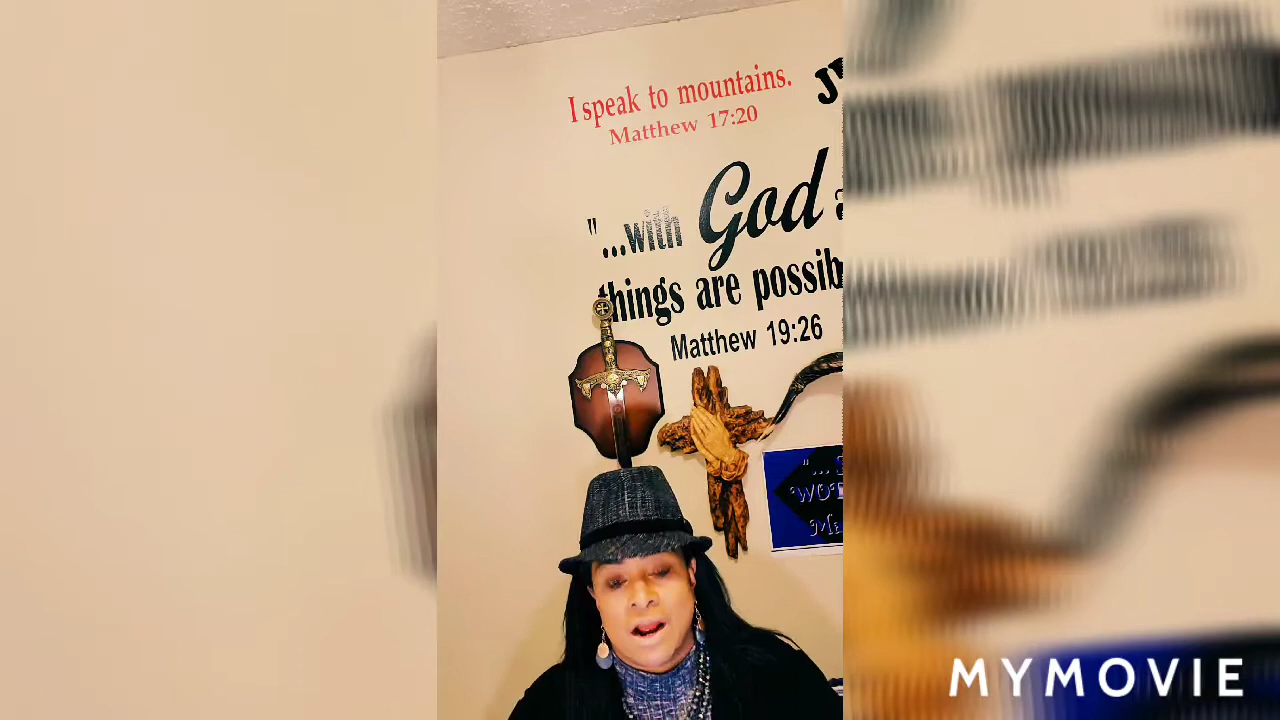 I speak to mountains.
Matthew 17:20
"...with God
things are possib
Matthew 19:26
MYMOVIE